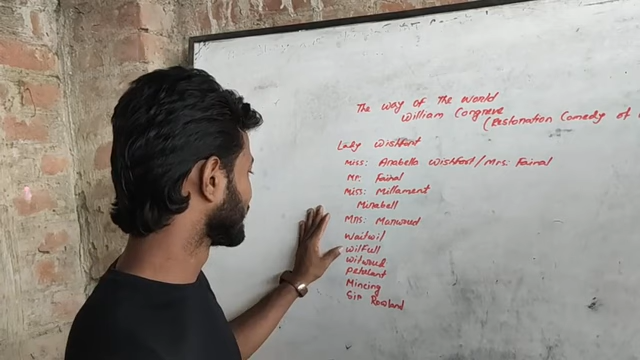 The Way of The World
William Congreve
(Restoration Comedy of
Lady Wishfort
Miss: Arabella Wishfort/Mrs: Fainal
Mr: Fainal
Miss: Millament
Mirabell
Mrs: Marwood
Waitwil
Wilfull
Witwoud
Petulant
Mincing
Sir Rowland